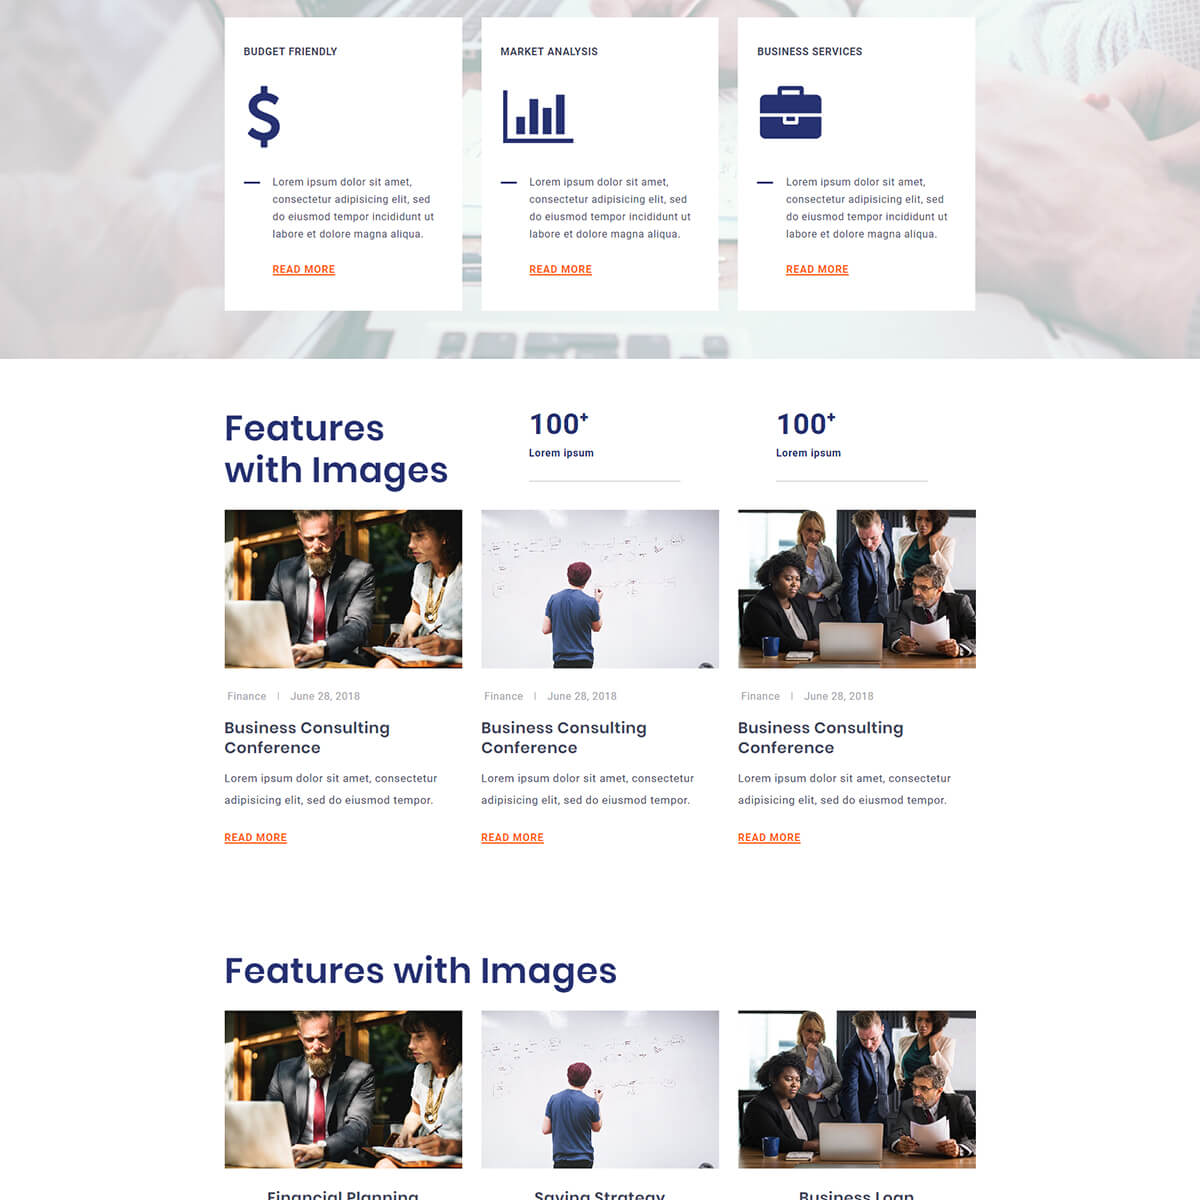 BUDGET FRIENDLY
Lorem ipsum dolor sit amet,
consectetur adipisicing elit, sed
do eiusmod tempor incididunt ut
labore et dolore magna aliqua.
READ MORE
MARKET ANALYSIS
Lorem ipsum dolor sit amet,
consectetur adipisicing elit, sed
do eiusmod tempor incididunt ut
labore et dolore magna aliqua.
READ MORE
BUSINESS SERVICES
Lorem ipsum dolor sit amet,
consectetur adipisicing elit, sed
do eiusmod tempor incididunt ut
labore et dolore magna aliqua.
READ MORE
Features
with Images
100+
Lorem ipsum
100+
Lorem ipsum
Finance | June 28, 2018
Business Consulting
Conference
Lorem ipsum dolor sit amet, consectetur
adipisicing elit, sed do eiusmod tempor.
READ MORE
Finance | June 28, 2018
Business Consulting
Conference
Lorem ipsum dolor sit amet, consectetur
adipisicing elit, sed do eiusmod tempor.
READ MORE
Finance | June 28, 2018
Business Consulting
Conference
Lorem ipsum dolor sit amet, consectetur
adipisicing elit, sed do eiusmod tempor.
READ MORE
Features with Images
Financial Planning
Saving Strategy
Business Loan